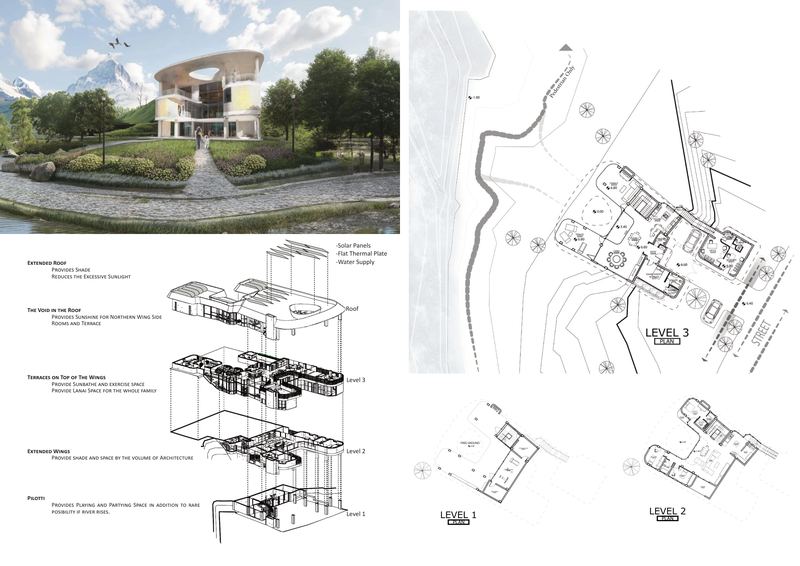 -Solar Panels
-Flat Thermal Plate
-Water Supply
Extended Roof
Provides Shade
Reduces the Excessive Sunlight
The Void in the Roof
Provides Sunshine for Northern Wing Side
Rooms and Terrace
Roof
Terraces on Top of The Wings
Provide Sunbathe and exercise space
Provide Lanai Space for the whole family
Level 3
Extended Wings
Provide shade and space by the volume of Architecture
Level 2
Pilotti
Provides Playing and Partying Space in addition to rare
posibility if river rises.
Level 1
Pedestrian Only
LEVEL 3
PLAN
STREET
LEVEL 1
PLAN
LEVEL 2
PLAN